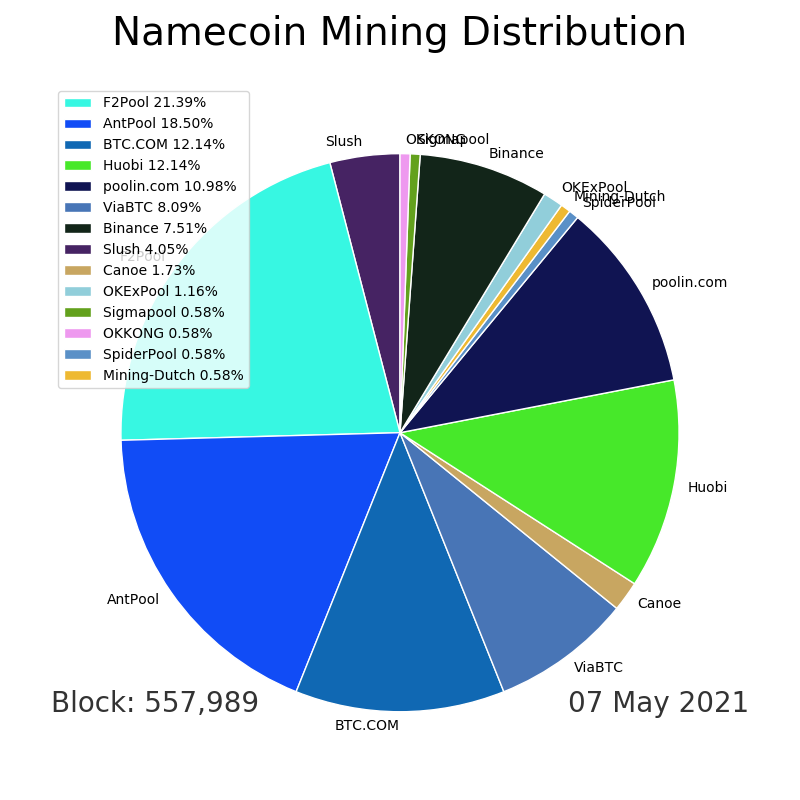 Namecoin Mining Distribution
F2Pool 21.39%
AntPool 18.50%
BTC.COM 12.14%
Huobi 12.14%
poolin.com 10.98%
ViaBTC 8.09%
Binance 7.51%
Slush 4.05%
Canoe 1.73%
OKExPool 1.16%
Sigmapool 0.58%
OKKONG 0.58%
SpiderPool 0.58%
Mining-Dutch 0.58%
F2Pool
Slush
OKKONG
Sigmapool
Binance
OKExPool
Mining-Dutch
SpiderPool
poolin.com
Huobi
Canoe
ViaBTC
BTC.COM
AntPool
Block: 557,989
07 May 2021